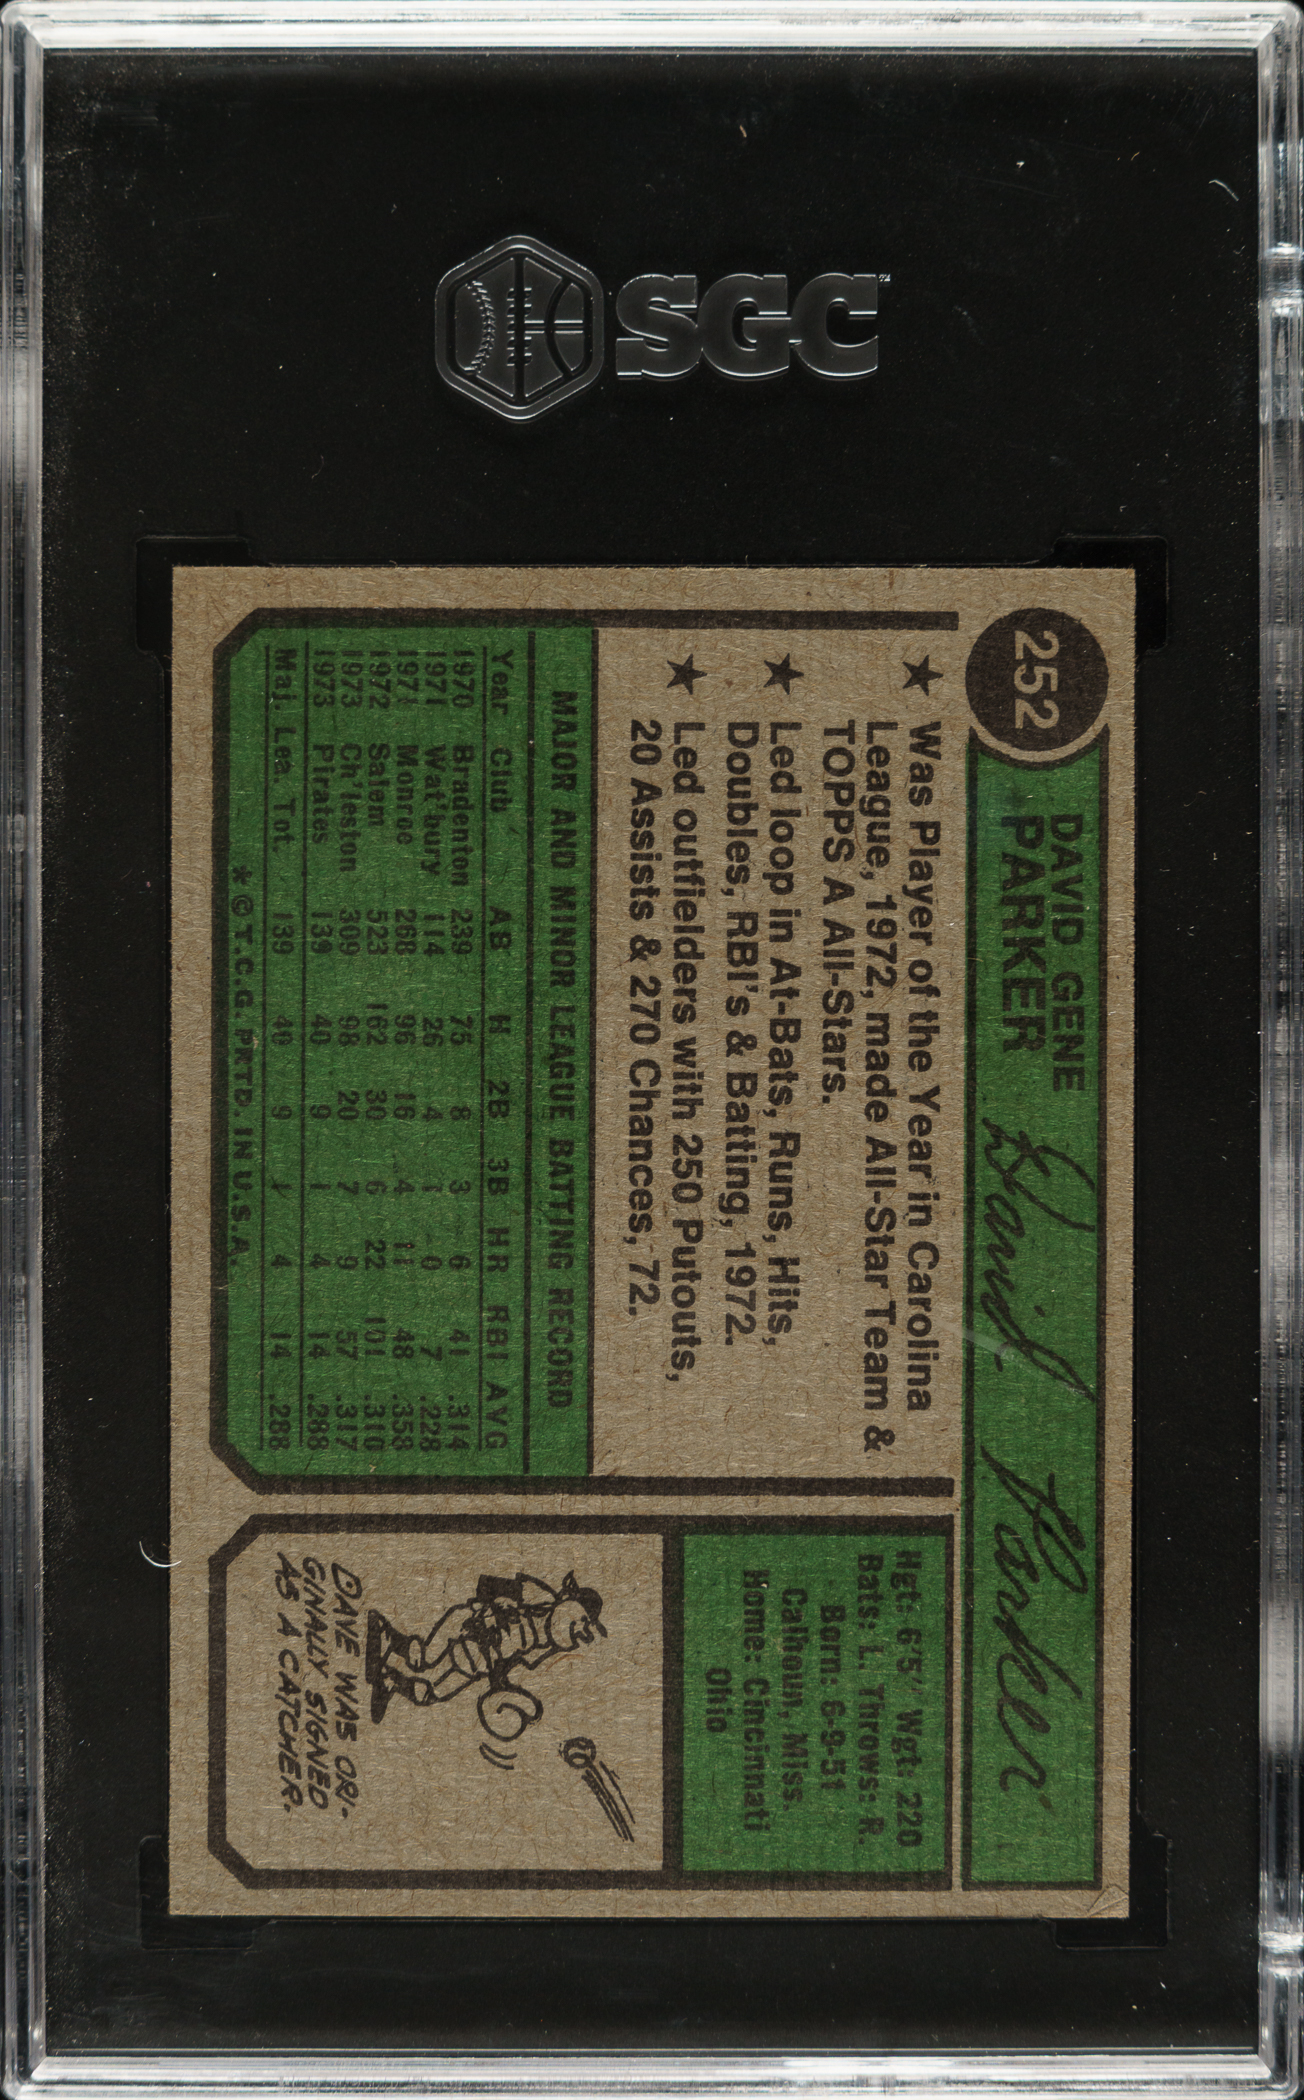 SGC
252
DAVID GENE
PARKER
David Parker
★ Was Player of the Year in Carolina
League, 1972, made All-Star Team &
TOPPS A All-Stars.
★ Led loop in At-Bats, Runs, Hits,
Doubles, RBI's & Batting, 1972.
★ Led outfielders with 250 Putouts,
20 Assists & 270 Chances, 72.
MAJOR AND MINOR LEAGUE BATTING RECORD
Year Club AB H 2B 3B HR RBI AVG
1970 Bradenton 239 75 8 3 6 41 .314
1971 Wat'bury 114 26 4 1 0 7 .228
1971 Monroe 268 96 16 4 11 48 .358
1972 Salem 523 162 30 6 22 101 .310
1973 Ch'leston 309 98 20 7 9 57 .317
1973 Pirates 139 40 9 1 4 14 .288
Maj. Lea. Tot. 139 40 9 1 4 14 .288
* © T.C.G. PRTD. IN U.S.A.
Hgt: 6'5" Wgt: 220
Bats: L. Throws: R.
Born: 6-9-51
Calhoun, Miss.
Home: Cincinnati
Ohio
DAVE WAS ORI-
GINALLY SIGNED
AS A CATCHER.